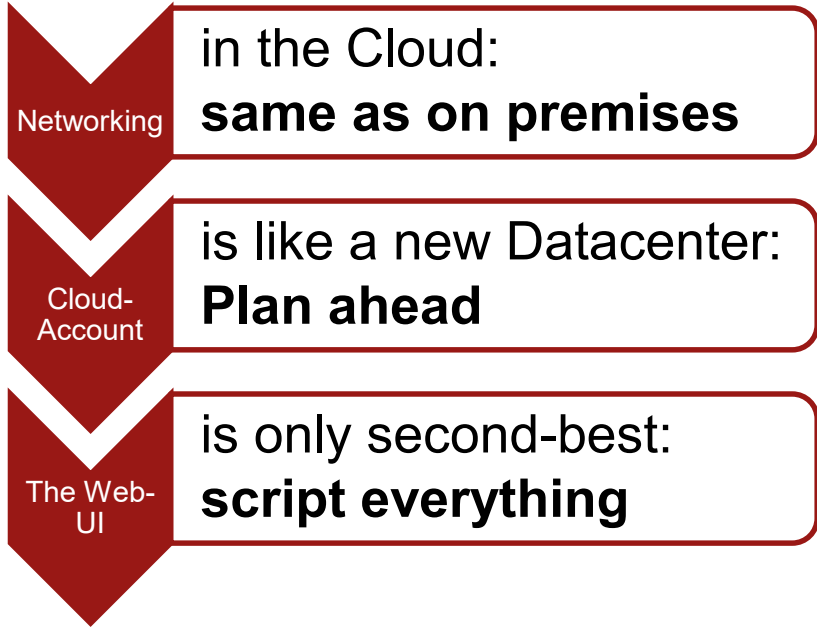 Networking
in the Cloud:
same as on premises
Cloud-
Account
is like a new Datacenter:
Plan ahead
The Web-
UI
is only second-best:
script everything